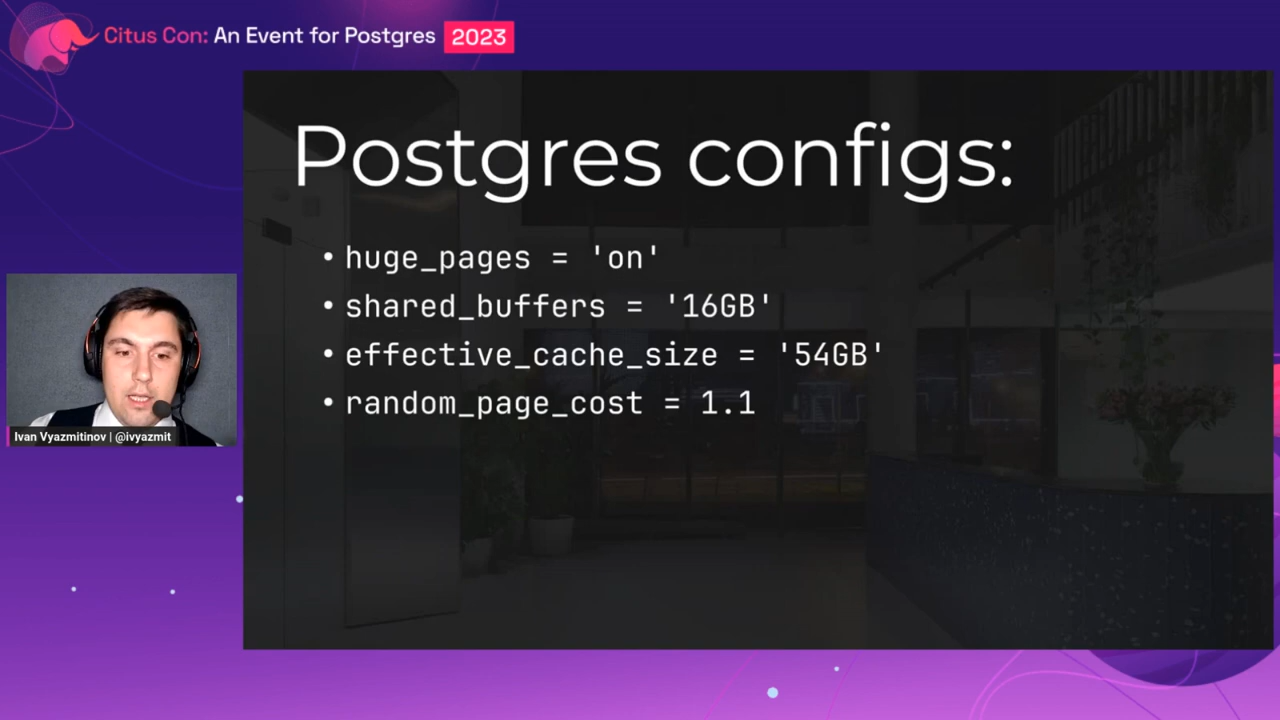 Citus Con: An Event for Postgres 2023
Postgres configs:
• huge_pages = 'on'
• shared_buffers = '16GB'
• effective_cache_size = '54GB'
• random_page_cost = 1.1
Ivan Vyazmitinov | @ivyazmit